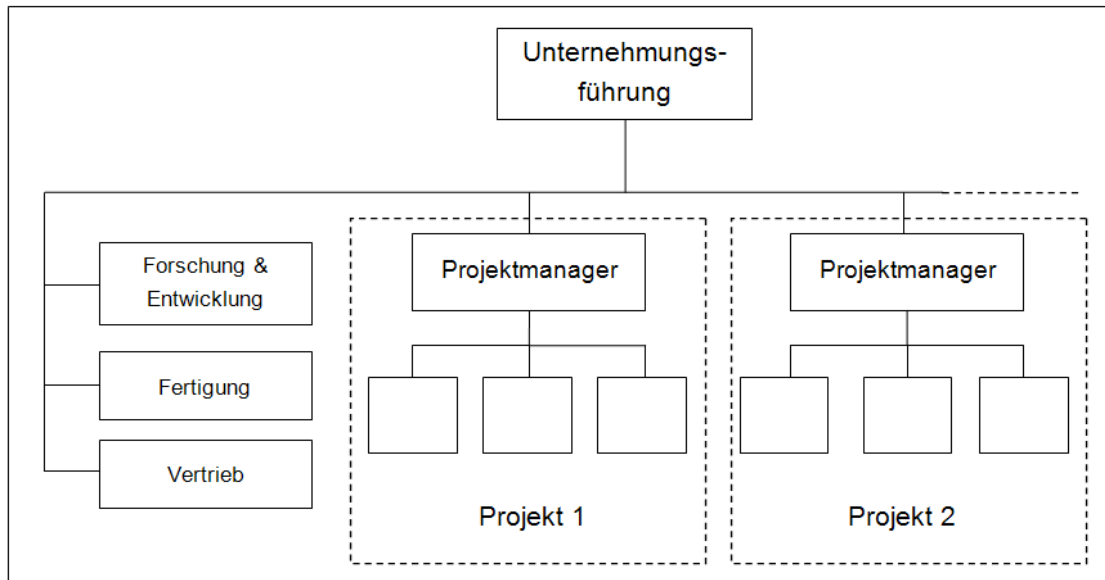 Unternehmungs-
führung
Forschung &
Entwicklung
Fertigung
Vertrieb
Projektmanager
Projekt 1
Projektmanager
Projekt 2